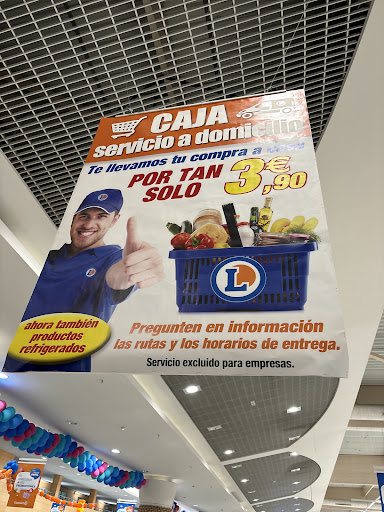 CAJA
servicio a domicilio
Te llevamos tu compra a casa
POR TAN
SOLO
3€,90
L
ahora también
productos
refrigerados
Pregunten en información
las rutas y los horarios de entrega.
Servicio excluido para empresas.